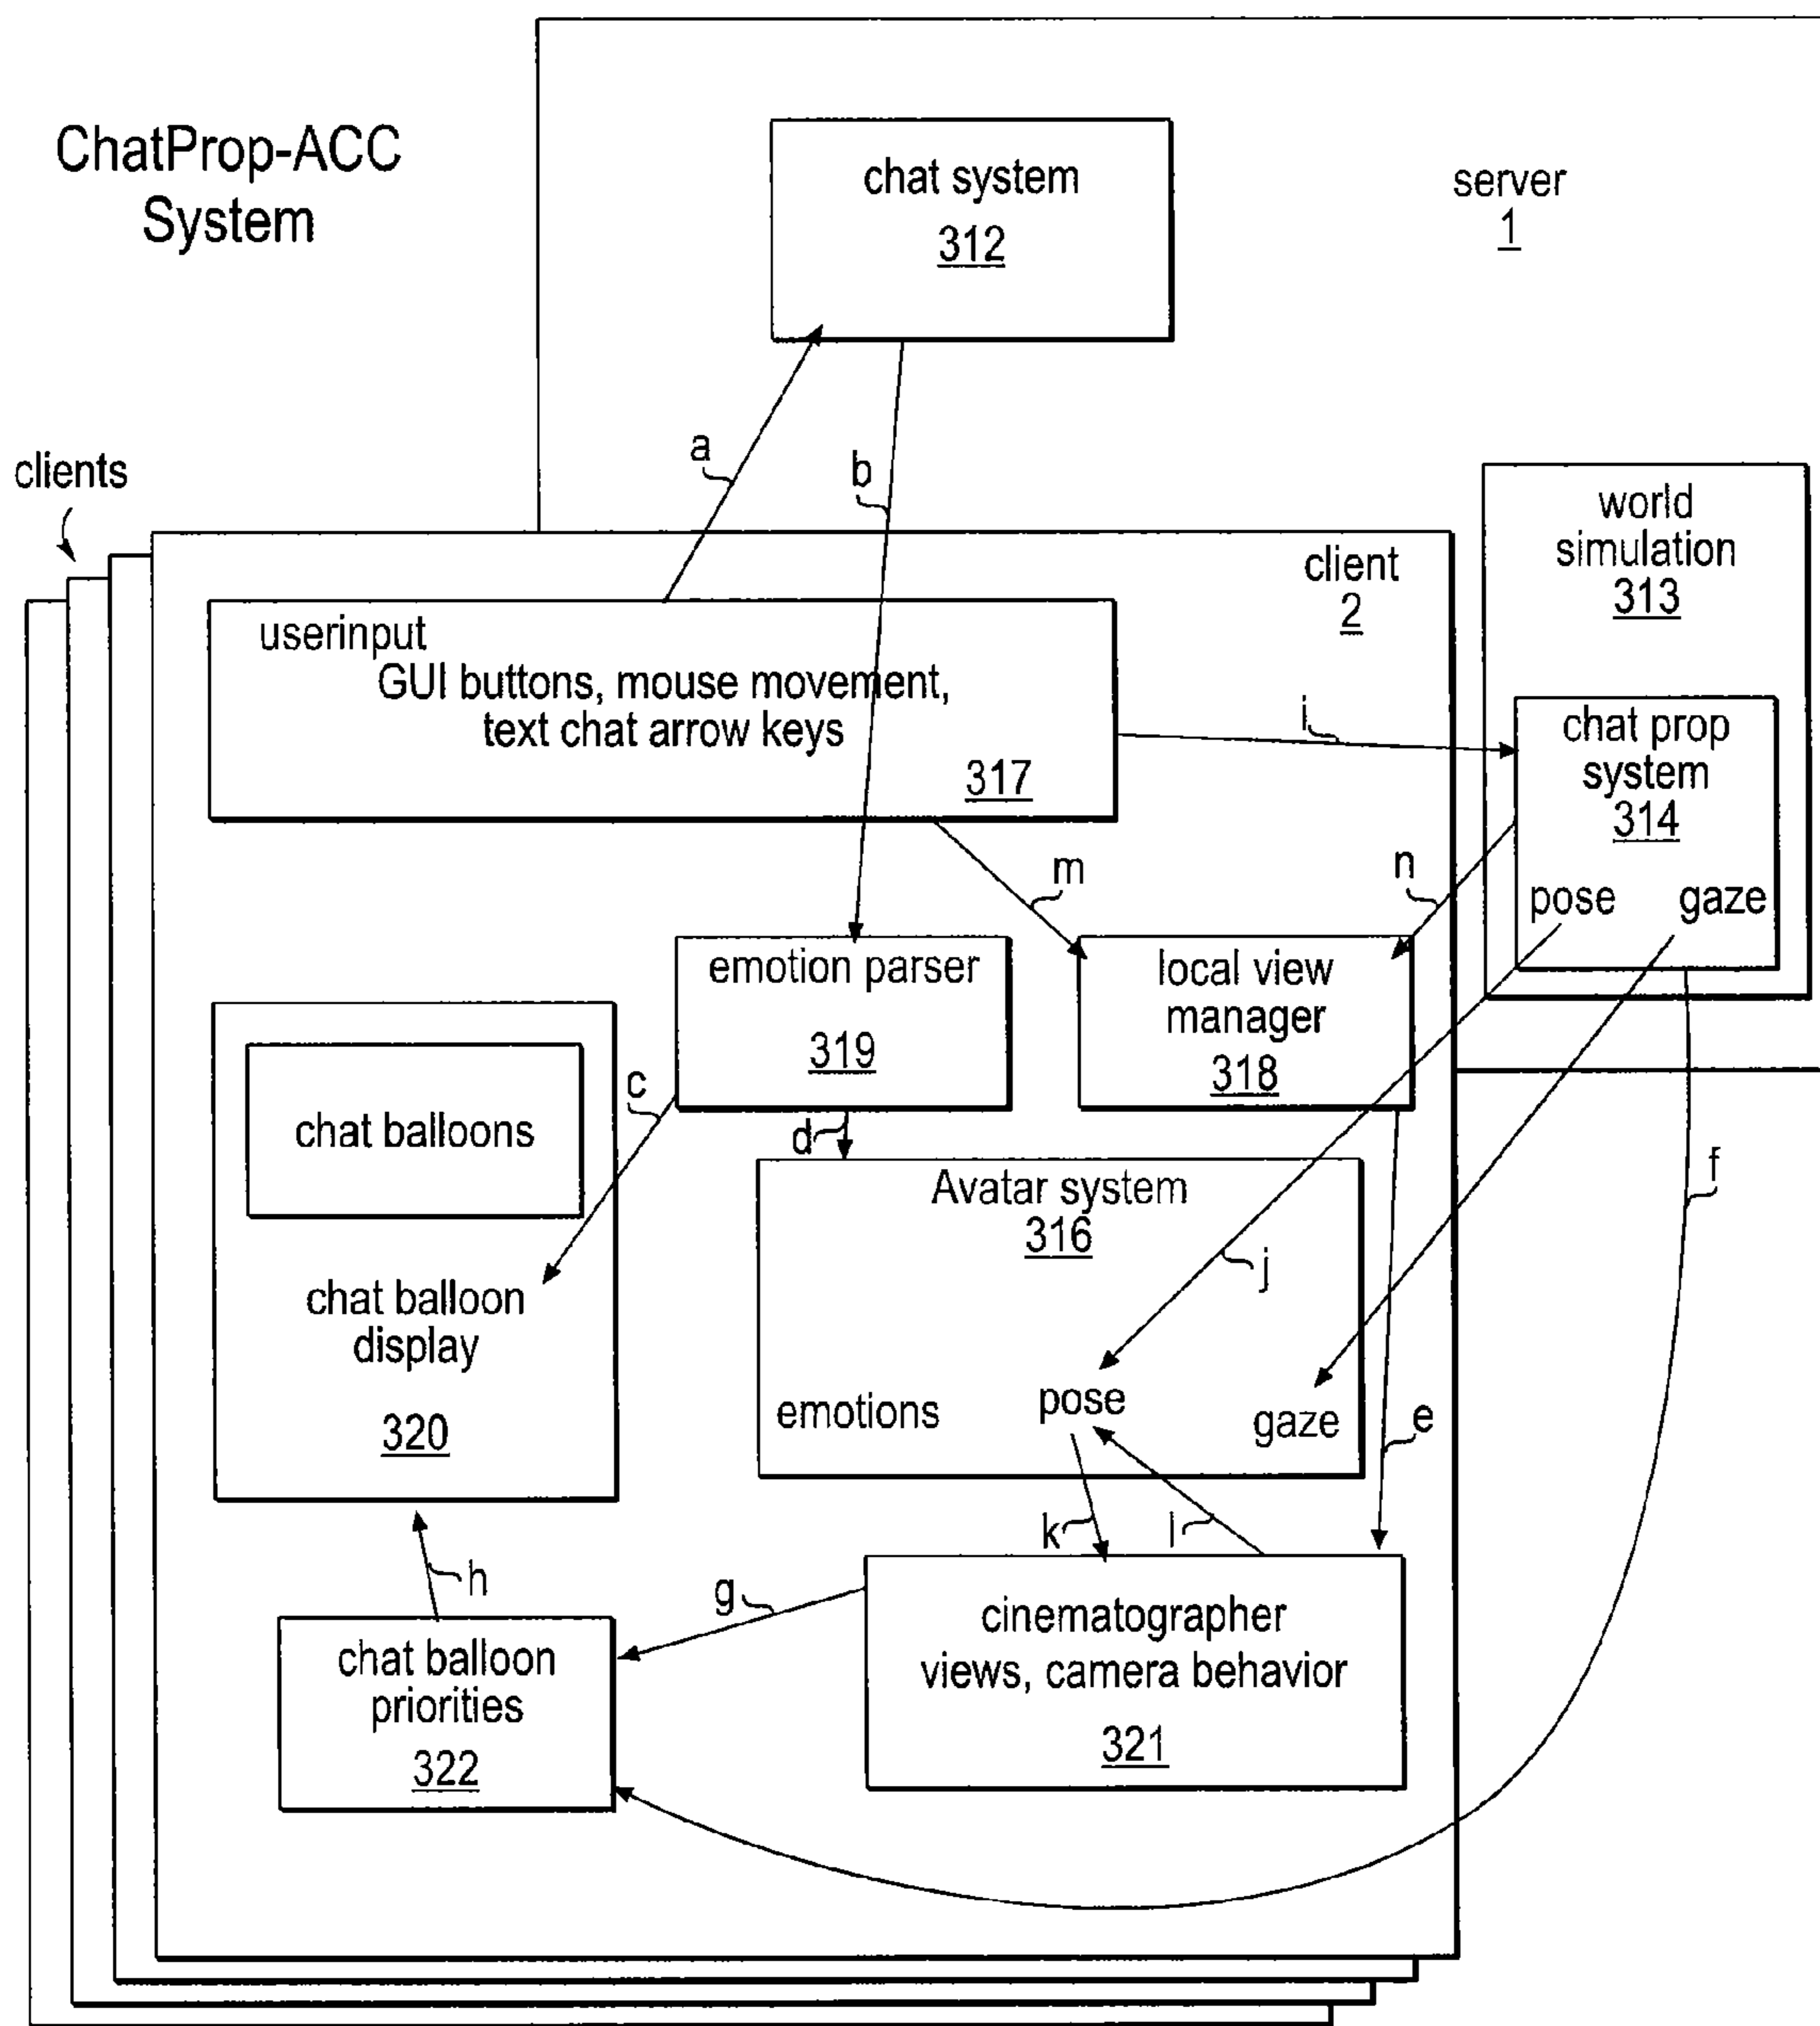 ChatProp-ACC
System
chat system
312
server
1
clients
a
b
client
2
world
simulation
313
userinput
GUI buttons, mouse movement,
text chat arrow keys
317
i
chat prop
system
314
pose gaze
m
n
emotion parser
319
local view
manager
318
chat balloons
c
d
chat balloon
display
320
Avatar system
316
j
f
emotions pose gaze
e
k
l
h
g
chat balloon
priorities
322
cinematographer
views, camera behavior
321